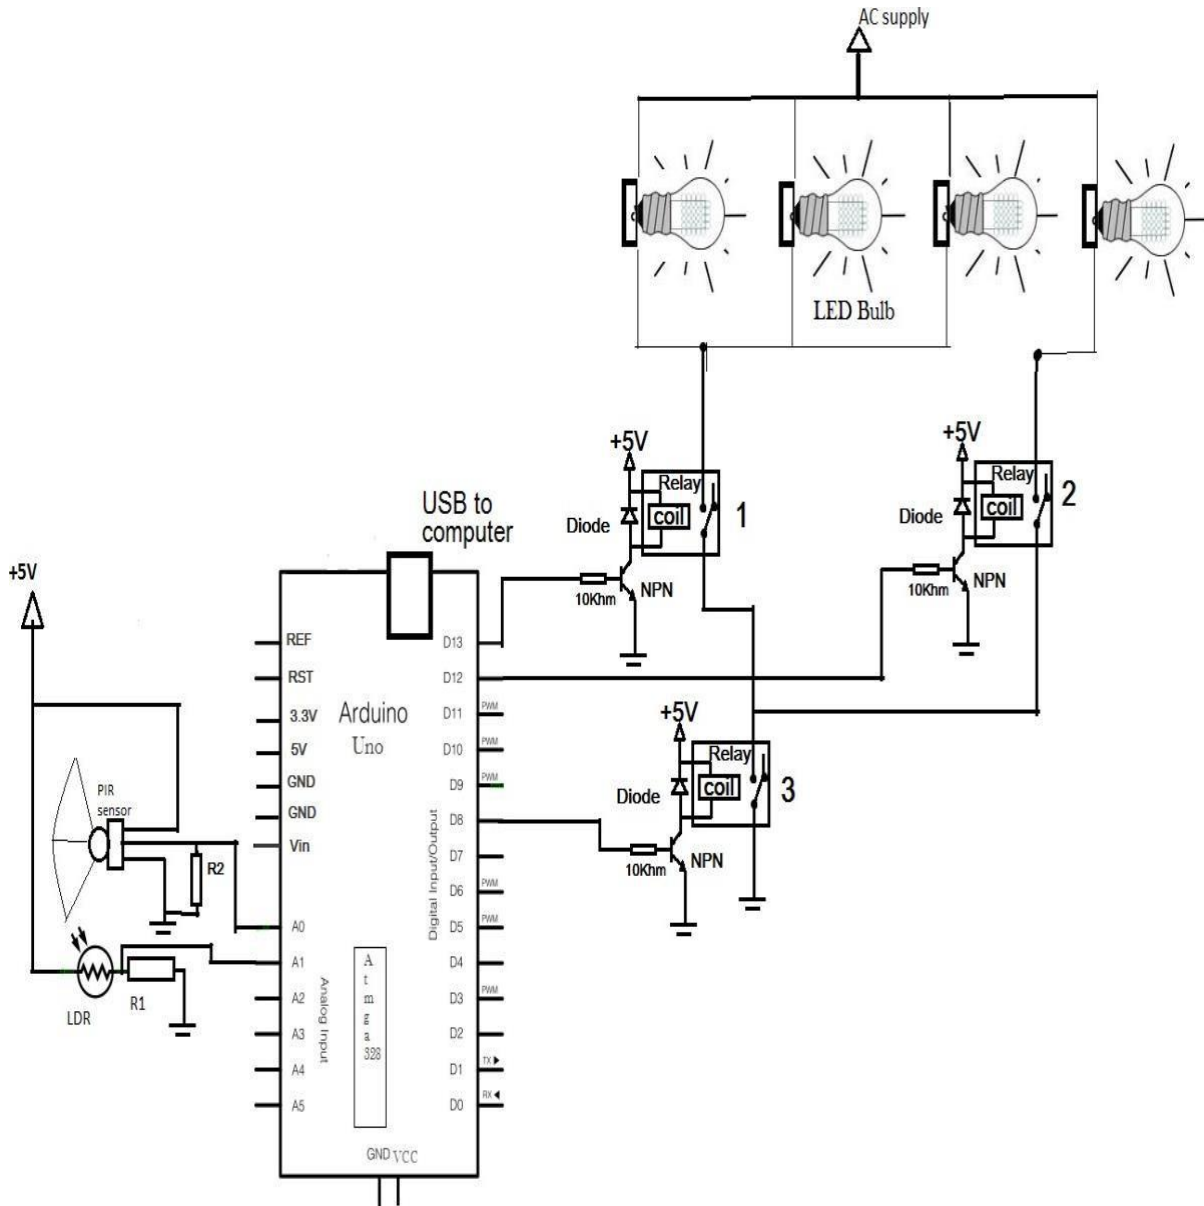 AC supply
LED Bulb
+5V
Relay
coil
1
Diode
10Khm
NPN
+5V
Relay
coil
2
Diode
10Khm
NPN
USB to
computer
+5V
REF
RST
3.3V
5V
GND
GND
Vin
Arduino
Uno
D13
D12
D11
PWM
D10
PWM
D9
PWM
D8
D7
D6
PWM
D5
PWM
D4
D3
PWM
D2
D1
TX
D0
RX
Digital Input/Output
+5V
Relay
coil
3
Diode
10Khm
NPN
PIR
sensor
R2
A0
A1
A2
A3
A4
A5
Analog Input
A
t
m
g
a
328
LDR
R1
GND VCC